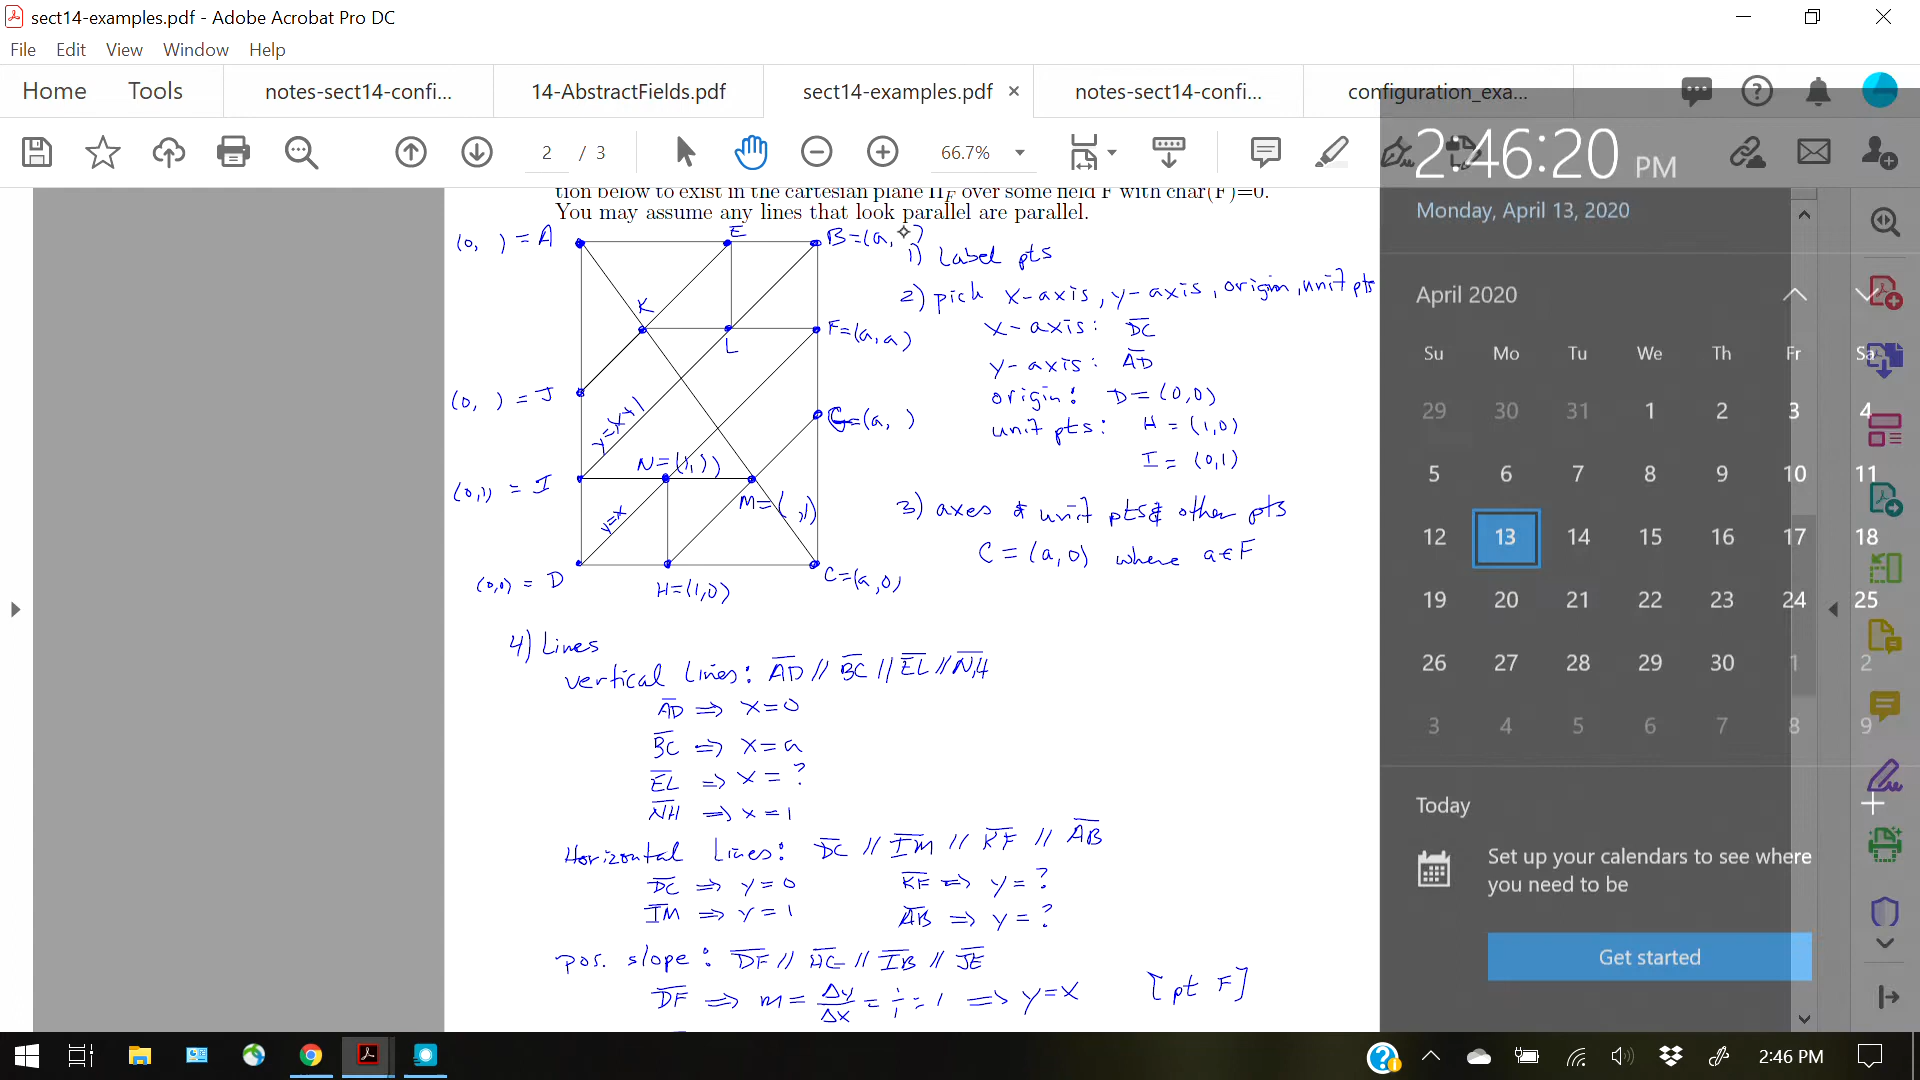 sect14-examples.pdf - Adobe Acrobat Pro DC
File Edit View Window Help
Home Tools notes-sect14-confi... 14-AbstractFields.pdf sect14-examples.pdf × notes-sect14-confi... configuration_exa...
2 / 3 66.7%
2:46:20 PM
Monday, April 13, 2020
tion below to exist in the cartesian plane Π_F over some field F with char(F)=0.
You may assume any lines that look parallel are parallel.
(0, ) = A
E
B=(a, )
K
L
F=(a,a)
(0, ) = J
G=(a, )
y=x+1
N=(1,1)
(0,1) = I
M=( ,1)
y=x
(0,0) = D
H=(1,0)
C=(a,0)
1) Label pts
2) pick x-axis, y-axis, origin, unit pts
x-axis: DC
y-axis: AD
origin: D=(0,0)
unit pts: H = (1,0)
I = (0,1)
3) axes & unit pts & other pts
C = (a,0) where a∈F
4) Lines
vertical lines: AD // BC // EL // NH
AD ⇒ x=0
BC ⇒ x=a
EL ⇒ x=?
NH ⇒ x=1
Horizontal Lines: DC // IM // KF // AB
DC ⇒ y=0 KF ⇒ y=?
IM ⇒ y=1 AB ⇒ y=?
pos. slope: DF // HG // IB // JE
DF ⇒ m = Δy/Δx = 1/1 = 1 ⇒ y=x [pt F]
April 2020
Su Mo Tu We Th Fr Sa
29 30 31 1 2 3 4
5 6 7 8 9 10 11
12 13 14 15 16 17 18
19 20 21 22 23 24 25
26 27 28 29 30 1 2
3 4 5 6 7 8 9
Today
Set up your calendars to see where
you need to be
Get started
2:46 PM